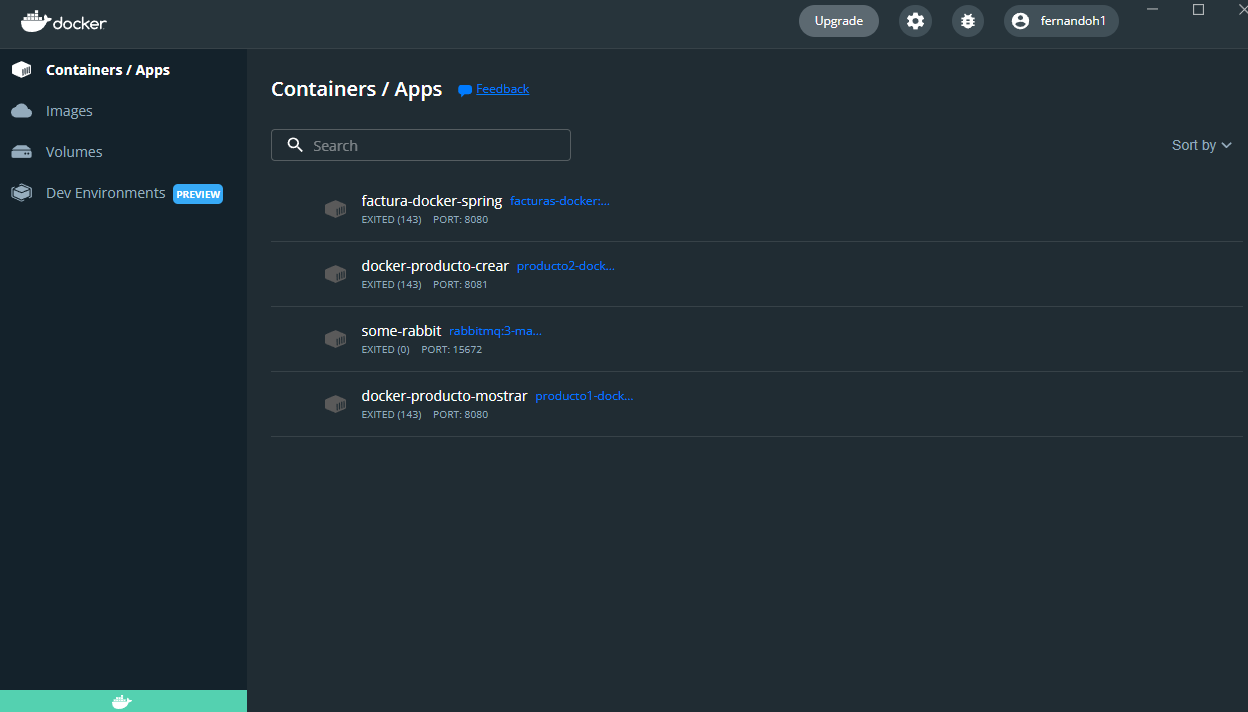 docker
Upgrade
fernandoh1
Containers / Apps
Images
Volumes
Dev Environments PREVIEW
Containers / Apps Feedback
Search
Sort by
factura-docker-spring facturas-docker:...
EXITED (143) PORT: 8080
docker-producto-crear producto2-dock...
EXITED (143) PORT: 8081
some-rabbit rabbitmq:3-ma...
EXITED (0) PORT: 15672
docker-producto-mostrar producto1-dock...
EXITED (143) PORT: 8080